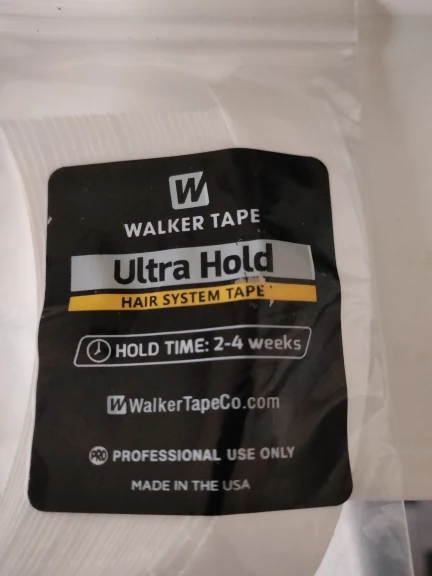 W
WALKER TAPE
Ultra Hold
HAIR SYSTEM TAPE
HOLD TIME: 2-4 weeks
W WalkerTapeCo.com
PRO PROFESSIONAL USE ONLY
MADE IN THE USA